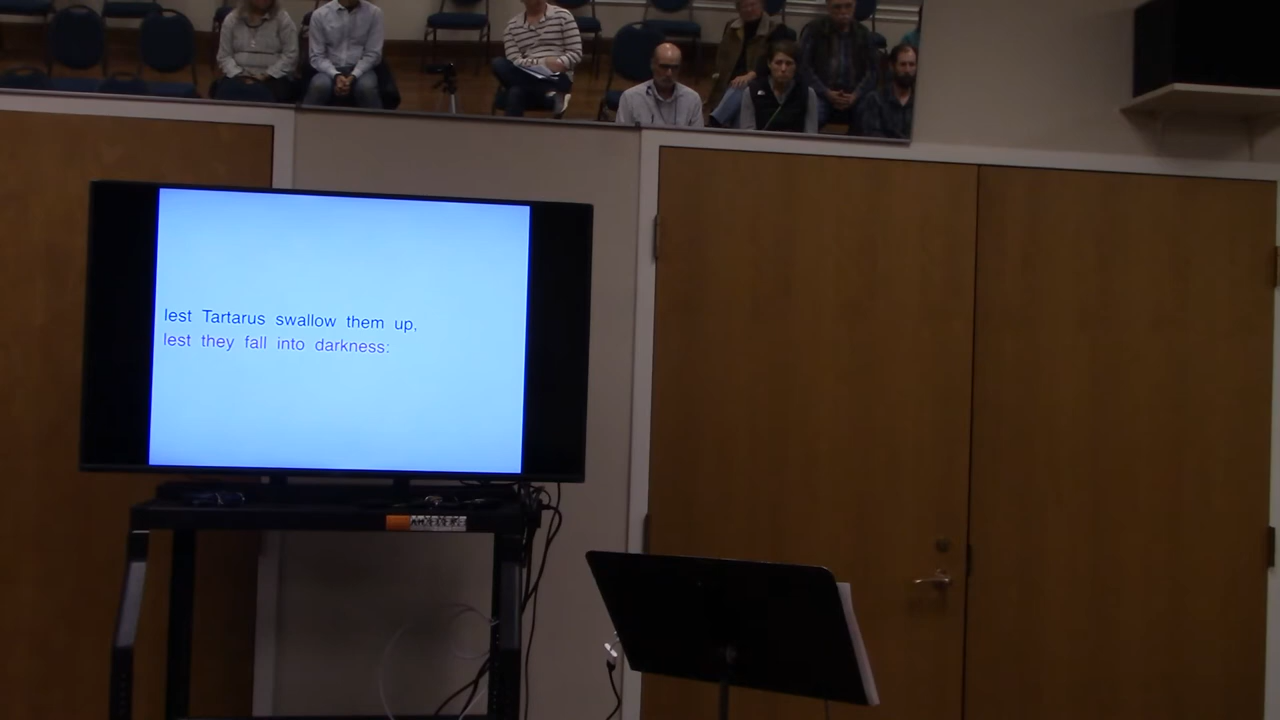 lest Tartarus swallow them up,
lest they fall into darkness: